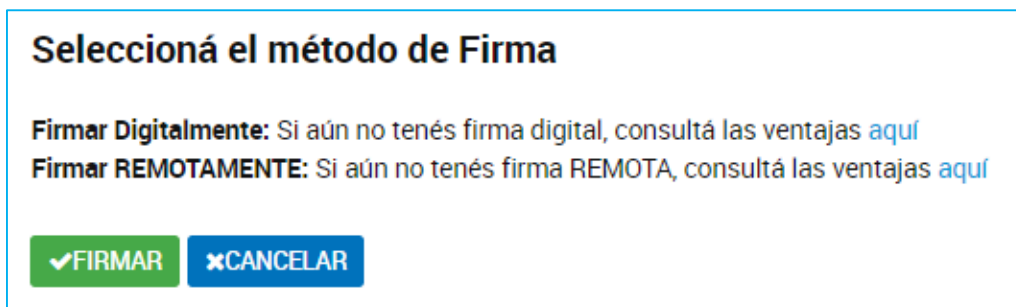 Seleccioná el método de Firma
Firmar Digitalmente: Si aún no tenés firma digital, consultá las ventajas aquí
Firmar REMOTAMENTE: Si aún no tenés firma REMOTA, consultá las ventajas aquí
FIRMAR CANCELAR